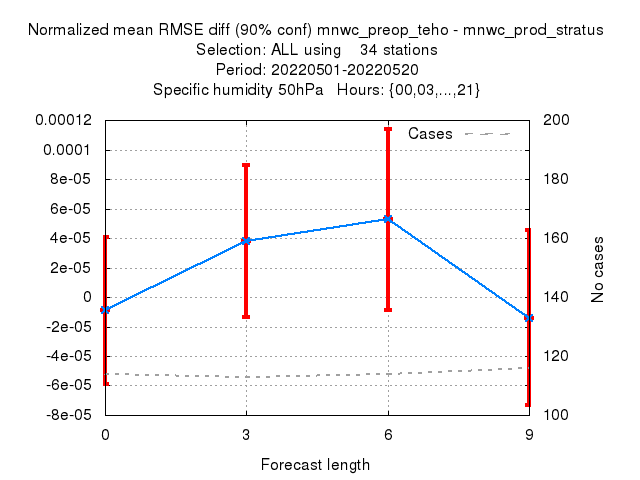 Normalized mean RMSE diff (90% conf) mnwc_preop_teho - mnwc_prod_stratus
Selection: ALL using    34 stations
Period: 20220501-20220520
Specific humidity 50hPa   Hours: {00,03,...,21}
0.00012
0.0001
8e-05
6e-05
4e-05
2e-05
0
-2e-05
-4e-05
-6e-05
-8e-05
Cases
200
180
160
140
120
100
No cases
0 3 6 9
Forecast length